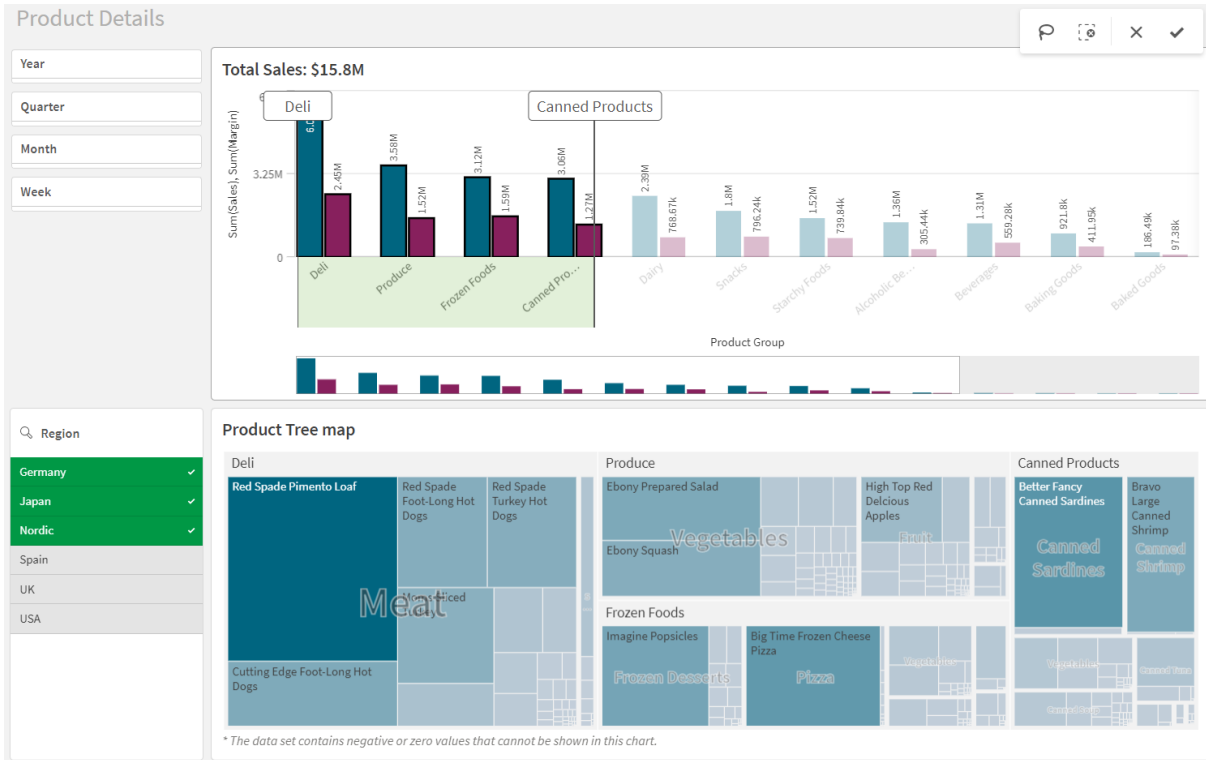 Product Details
Year
Quarter
Month
Week
Total Sales: $15.8M
Deli
Canned Products
Sum(Sales), Sum(Margin)
3.25M
0
2.45M
3.58M
1.52M
3.12M
1.59M
3.06M
1.27M
2.39M
768.67k
1.8M
796.24k
1.52M
739.84k
1.36M
305.44k
1.31M
559.28k
921.8k
411.95k
186.49k
97.38k
Deli
Produce
Frozen Foods
Canned Pro...
Dairy
Snacks
Starchy Foods
Alcoholic Be...
Beverages
Baking Goods
Baked Goods
Product Group
Region
Germany
Japan
Nordic
Spain
UK
USA
Product Tree map
Deli
Red Spade Pimento Loaf
Red Spade
Foot-Long Hot
Dogs
Red Spade
Turkey Hot
Dogs
Meat
Cutting Edge Foot-Long Hot
Dogs
Produce
Ebony Prepared Salad
Vegetables
Ebony Squash
High Top Red
Delcious
Apples
Fruit
Frozen Foods
Imagine Popsicles
Frozen Desserts
Big Time Frozen Cheese
Pizza
Pizza
Vegetables
Canned Products
Better Fancy
Canned Sardines
Canned
Sardines
Bravo
Large
Canned
Shrimp
Canned
Shrimp
Vegetables
Canned Tuna
* The data set contains negative or zero values that cannot be shown in this chart.